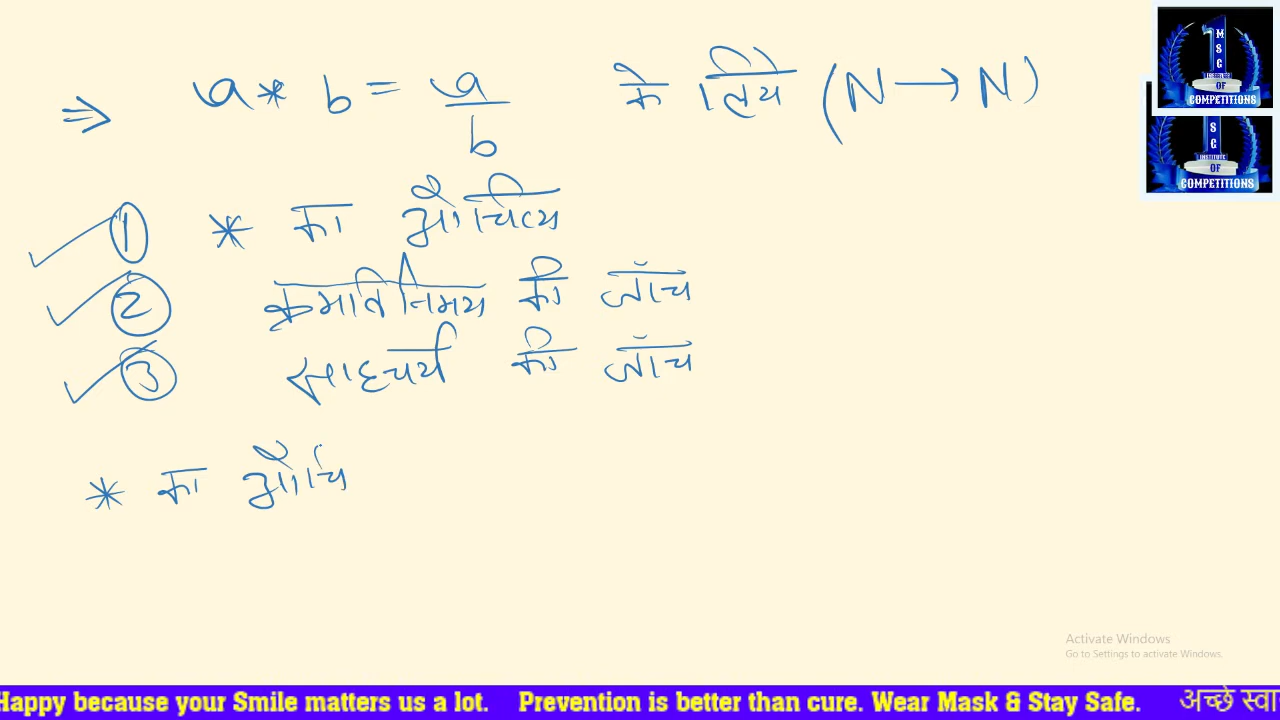 ⇒ a * b = a/b के लिये (N → N)
① * का औचित्य
② क्रमविनिमय की जाँच
③ साहचर्य की जाँच
* का औचि
1 MSC
OF
COMPETITIONS
SC
INSTITUTE
OF
COMPETITIONS
Activate Windows
Go to Settings to activate Windows.
Happy because your Smile matters us a lot. Prevention is better than cure. Wear Mask & Stay Safe. अच्छे स्वा